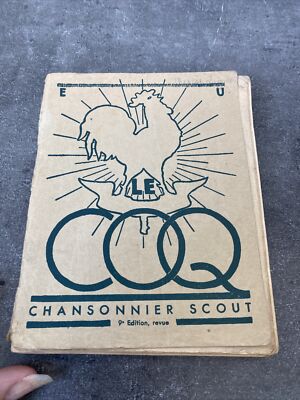 E U
LE
COQ
CHANSONNIER SCOUT
9e Edition, revue